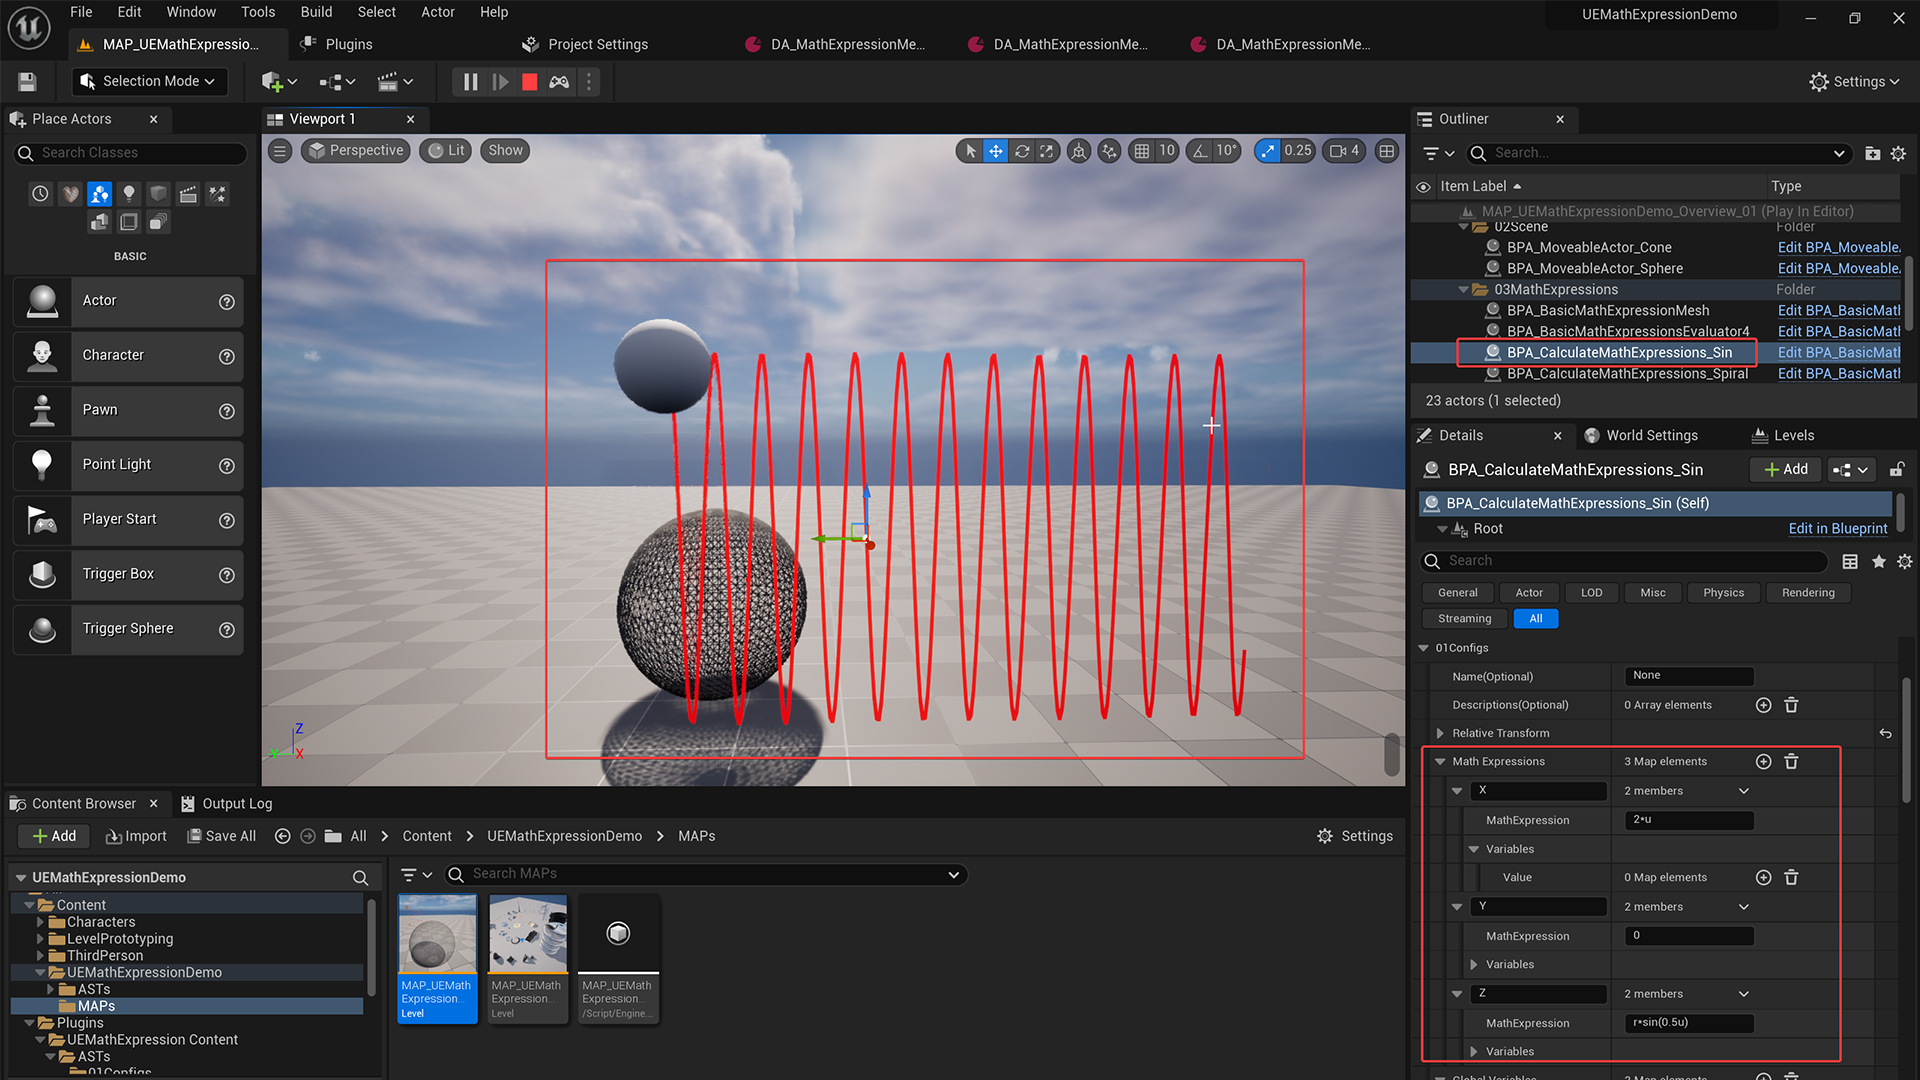 File Edit Window Tools Build Select Actor Help
UEMathExpressionDemo
MAP_UEMathExpressio...
Plugins
Project Settings
DA_MathExpressionMe...
DA_MathExpressionMe...
DA_MathExpressionMe...
Selection Mode
Settings
Place Actors
Search Classes
BASIC
Actor
Character
Pawn
Point Light
Player Start
Trigger Box
Trigger Sphere
Viewport 1
Perspective
Lit
Show
10
10°
0.25
4
Z
Y
X
Outliner
Search...
Item Label
Type
MAP_UEMathExpressionDemo_Overview_01 (Play In Editor)
02Scene
Folder
BPA_MoveableActor_Cone
Edit BPA_Moveable
BPA_MoveableActor_Sphere
Edit BPA_Moveable
03MathExpressions
Folder
BPA_BasicMathExpressionMesh
Edit BPA_BasicMath
BPA_BasicMathExpressionsEvaluator4
Edit BPA_BasicMath
BPA_CalculateMathExpressions_Sin
Edit BPA_BasicMath
BPA_CalculateMathExpressions_Spiral
Edit BPA_BasicMath
23 actors (1 selected)
Details
World Settings
Levels
BPA_CalculateMathExpressions_Sin
Add
BPA_CalculateMathExpressions_Sin (Self)
Root
Edit in Blueprint
Search
General
Actor
LOD
Misc
Physics
Rendering
Streaming
All
01Configs
Name(Optional)
None
Descriptions(Optional)
0 Array elements
Relative Transform
Math Expressions
3 Map elements
X
2 members
MathExpression
2*u
Variables
Value
0 Map elements
Y
2 members
MathExpression
0
Variables
Z
2 members
MathExpression
r*sin(0.5u)
Variables
Global Variables
2 Map elements
Content Browser
Output Log
Add
Import
Save All
All > Content > UEMathExpressionDemo > MAPs
Settings
UEMathExpressionDemo
Content
Characters
LevelPrototyping
ThirdPerson
UEMathExpressionDemo
ASTs
MAPs
Plugins
UEMathExpression Content
ASTs
01Configs
Search MAPs
MAP_UEMath
Expression...
Level
MAP_UEMath
Expression...
Level
MAP_UEMath
Expression...
/Script/Engine...